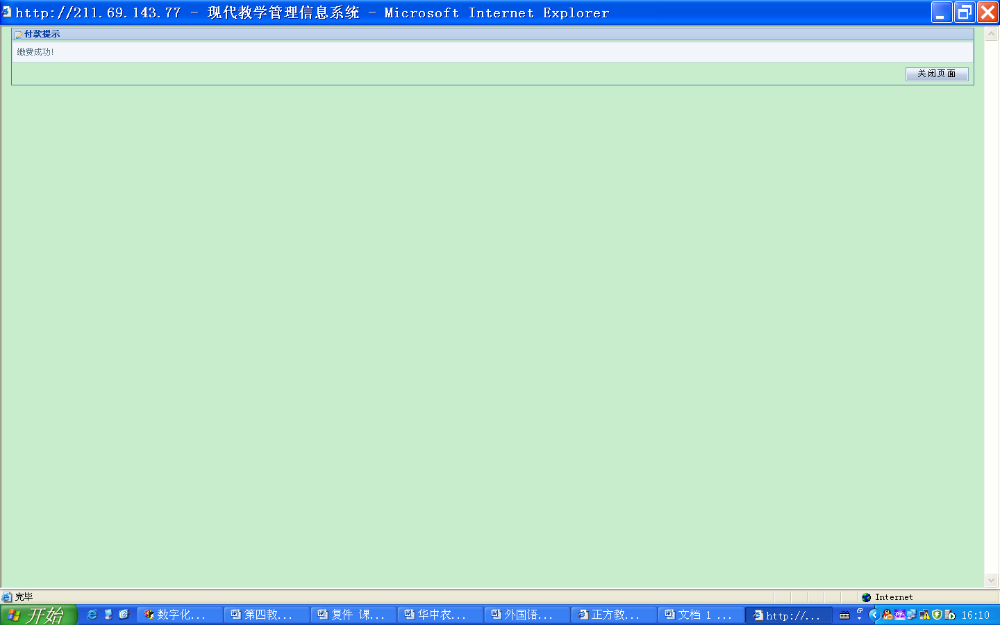 http://211.69.143.77 - 现代教学管理信息系统 - Microsoft Internet Explorer
付款提示
缴费成功!
关闭页面
完毕
Internet
开始
数字化...
第四教...
复件 课...
华中农...
外国语...
正方教...
文档 1 ...
http://...
16:10